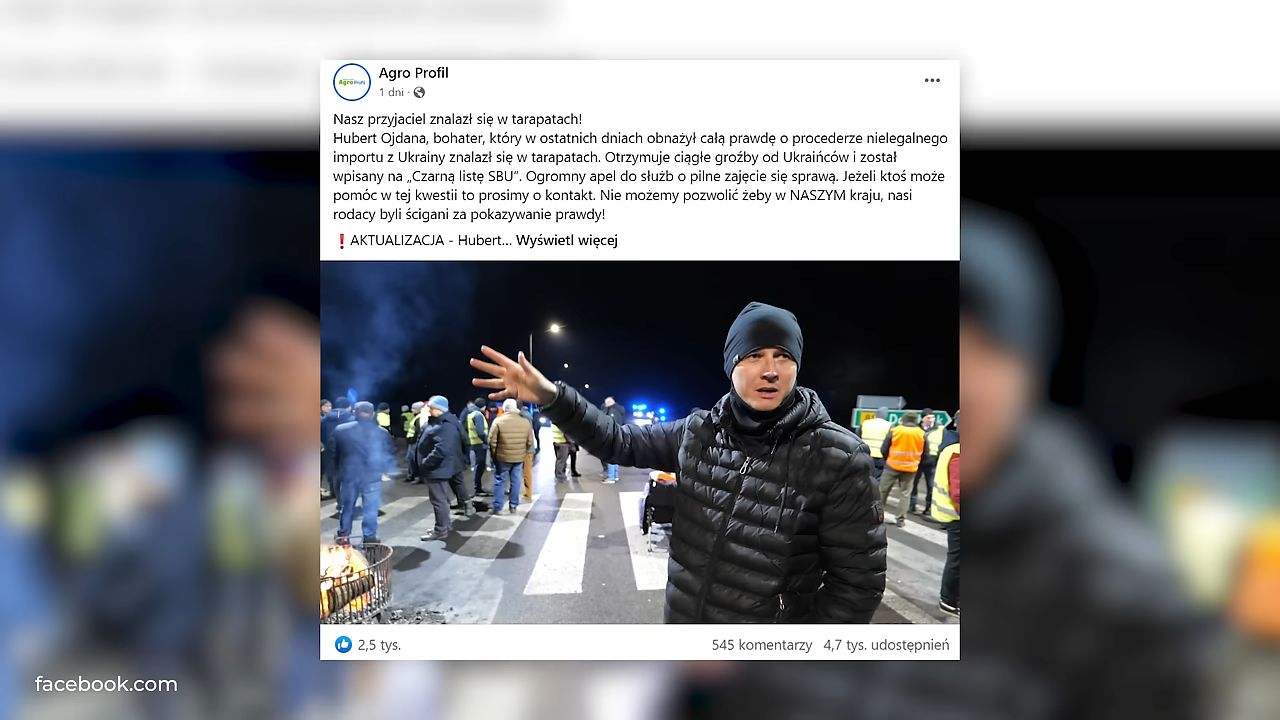 Agro Profil
1 dni ·
Nasz przyjaciel znalazł się w tarapatach!
Hubert Ojdana, bohater, który w ostatnich dniach obnażył całą prawdę o procederze nielegalnego
importu z Ukrainy znalazł się w tarapatach. Otrzymuje ciągłe groźby od Ukraińców i został
wpisany na „Czarną listę SBU”. Ogromny apel do służb o pilne zajęcie się sprawą. Jeżeli ktoś może
pomóc w tej kwestii to prosimy o kontakt. Nie możemy pozwolić żeby w NASZYM kraju, nasi
rodacy byli ścigani za pokazywanie prawdy!
❗AKTUALIZACJA - Hubert... Wyświetl więcej
2,5 tys.
545 komentarzy 4,7 tys. udostępnień
facebook.com